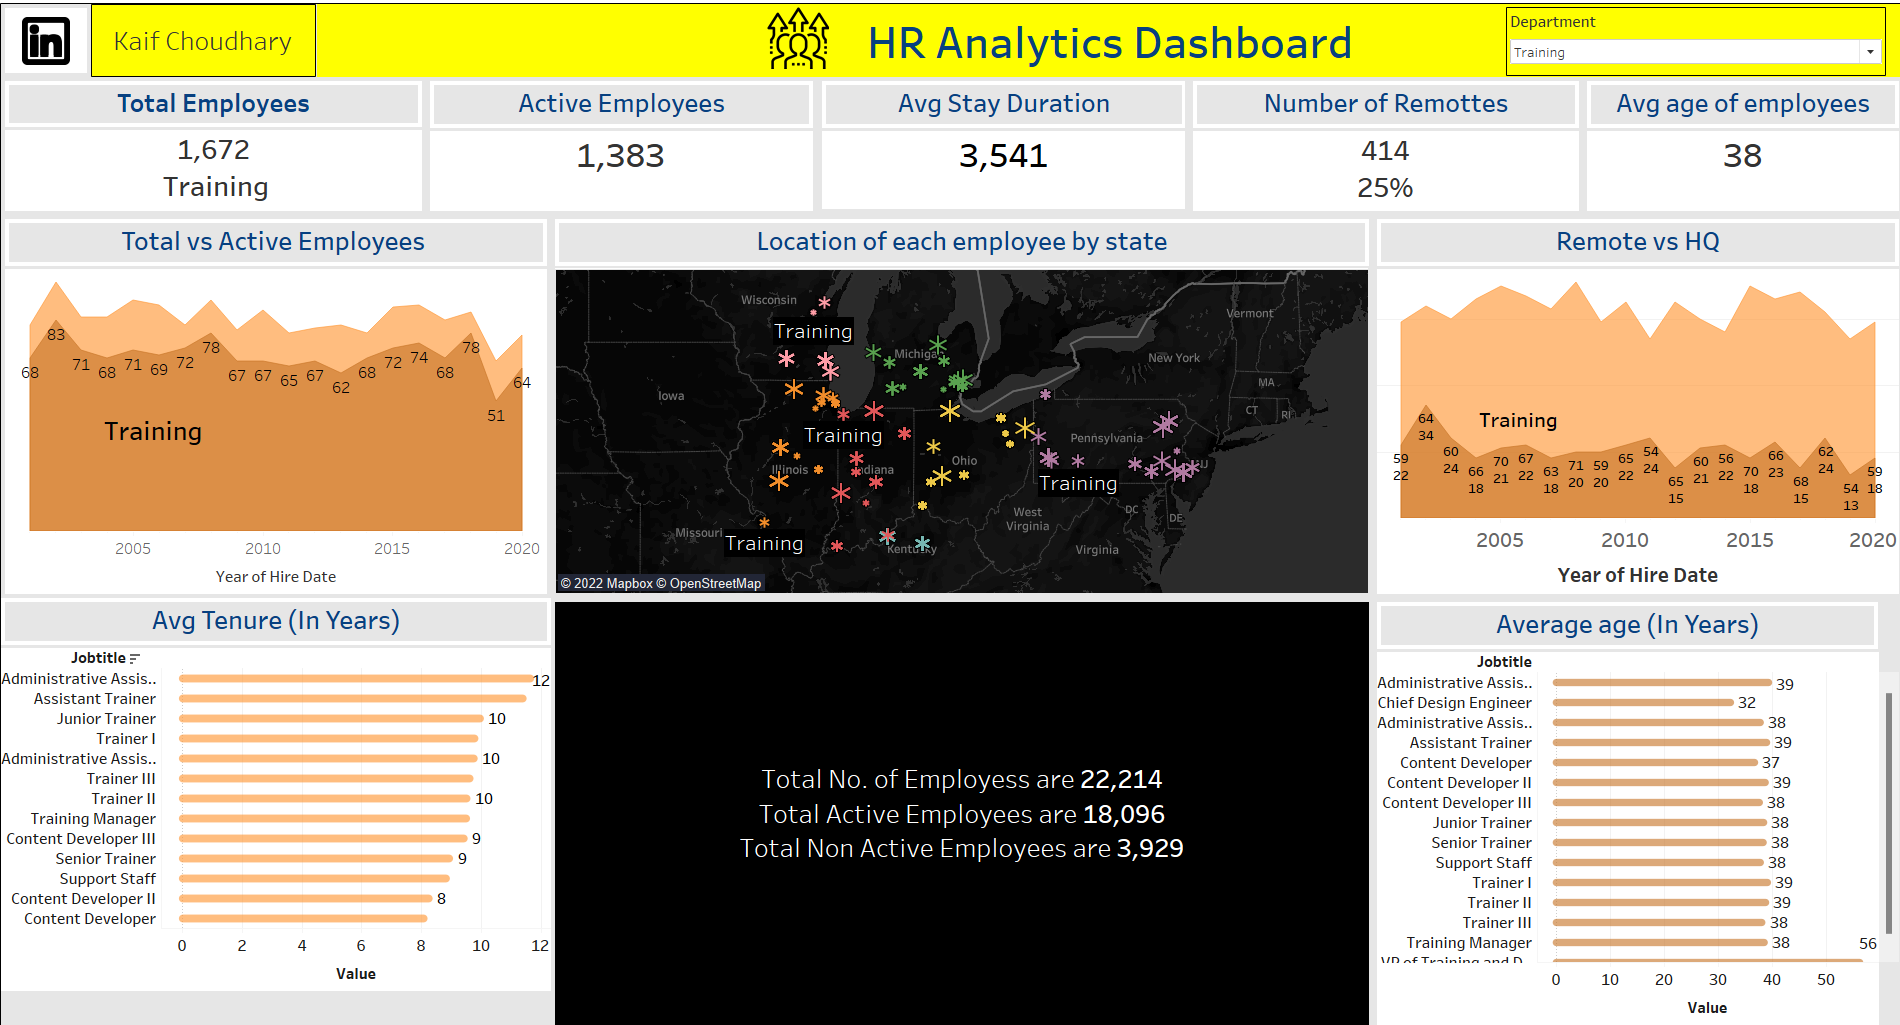 in
Kaif Choudhary
HR Analytics Dashboard
Department
Training
Total Employees
1,672
Training
Active Employees
1,383
Avg Stay Duration
3,541
Number of Remottes
414
25%
Avg age of employees
38
Total vs Active Employees
68
83
71
68
71
69
72
78
67
67
65
67
62
68
72
74
68
78
51
64
Training
2005
2010
2015
2020
Year of Hire Date
Location of each employee by state
Wisconsin
Training
Michiga
Vermont
New York
MA
CT
RI
Iowa
Training
Pennsylvania
Illinois
Indiana
Ohio
NJ
Training
West
Virginia
DC
DE
Missouri
Training
Kentucky
Virginia
© 2022 Mapbox © OpenStreetMap
Remote vs HQ
Training
59
22
64
34
60
24
66
18
70
21
67
22
63
18
71
20
59
20
65
22
54
24
65
15
60
21
56
22
70
18
66
23
68
15
62
24
54
13
59
18
2005
2010
2015
2020
Year of Hire Date
Avg Tenure (In Years)
Jobtitle
Administrative Assis.. 12
Assistant Trainer
Junior Trainer 10
Trainer I
Administrative Assis.. 10
Trainer III
Trainer II 10
Training Manager
Content Developer III 9
Senior Trainer 9
Support Staff
Content Developer II 8
Content Developer
0 2 4 6 8 10 12
Value
Total No. of Employess are 22,214
Total Active Employees are 18,096
Total Non Active Employees are 3,929
Average age (In Years)
Jobtitle
Administrative Assis.. 39
Chief Design Engineer 32
Administrative Assis.. 38
Assistant Trainer 39
Content Developer 37
Content Developer II 39
Content Developer III 38
Junior Trainer 38
Senior Trainer 38
Support Staff 38
Trainer I 39
Trainer II 39
Trainer III 38
Training Manager 38
VP of Training and D.. 56
0 10 20 30 40 50
Value